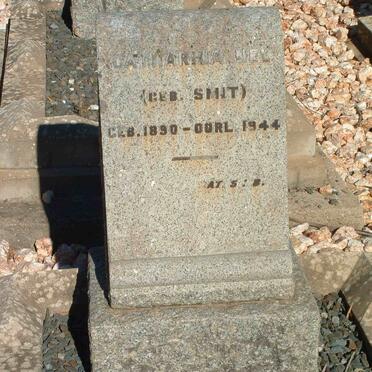 (GEB. SMIT)
GEB. 1890 - OORL. 1944
AT. 5 : 8.